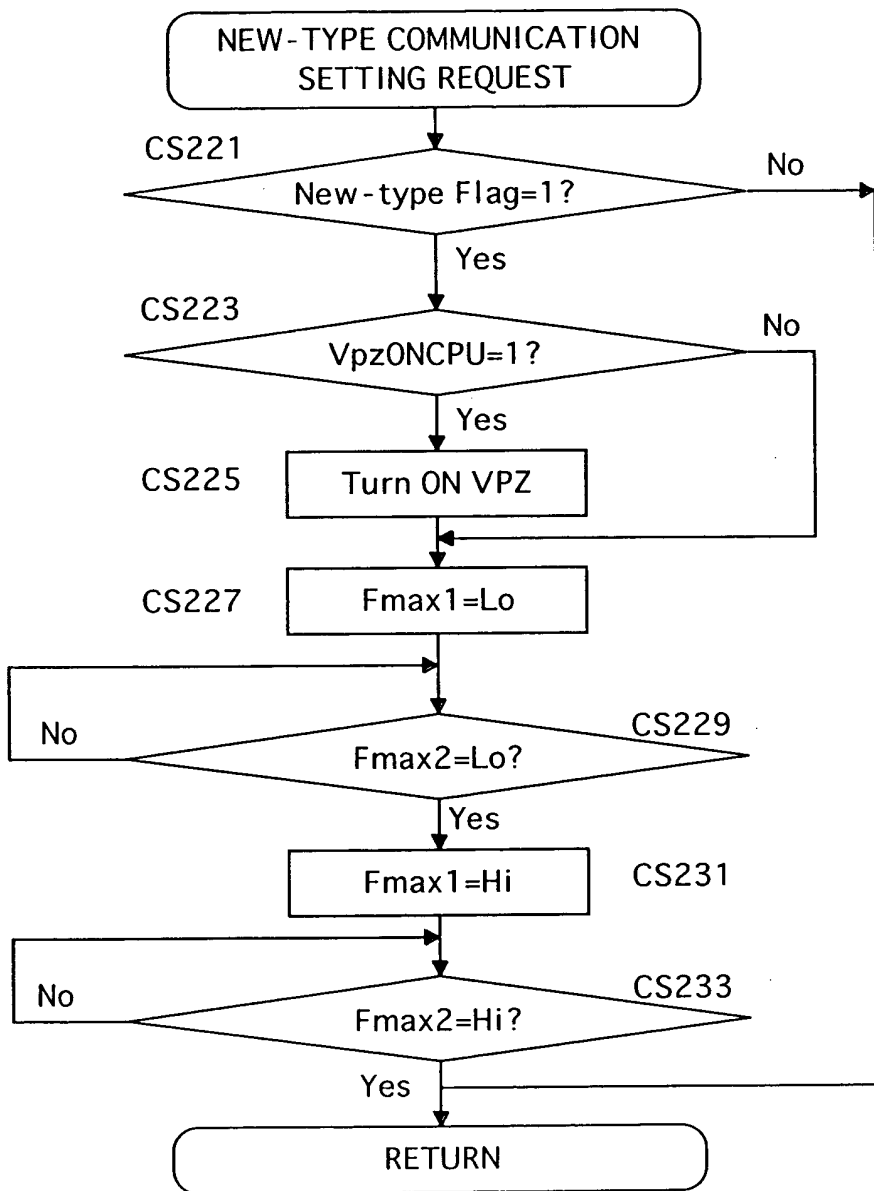 NEW-TYPE COMMUNICATION
SETTING REQUEST
CS221
No
New-type Flag=1?
Yes
CS223
No
VpzONCPU=1?
Yes
CS225
Turn ON VPZ
CS227
Fmax1=Lo
No
CS229
Fmax2=Lo?
Yes
Fmax1=Hi
CS231
No
CS233
Fmax2=Hi?
Yes
RETURN